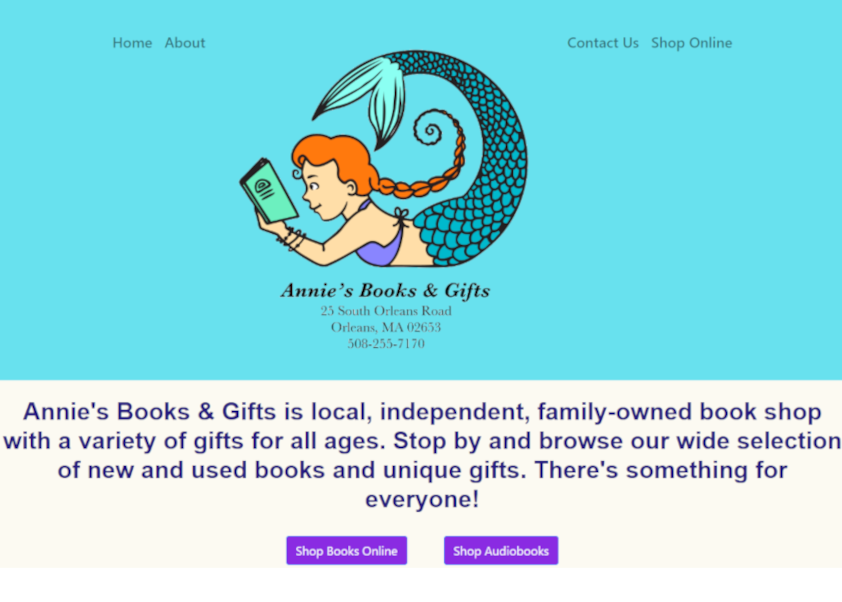 Home About Contact Us Shop Online
Annie's Books & Gifts
25 South Orleans Road
Orleans, MA 02653
508-255-7170
Annie's Books & Gifts is local, independent, family-owned book shop
with a variety of gifts for all ages. Stop by and browse our wide selection
of new and used books and unique gifts. There's something for
everyone!
Shop Books Online Shop Audiobooks